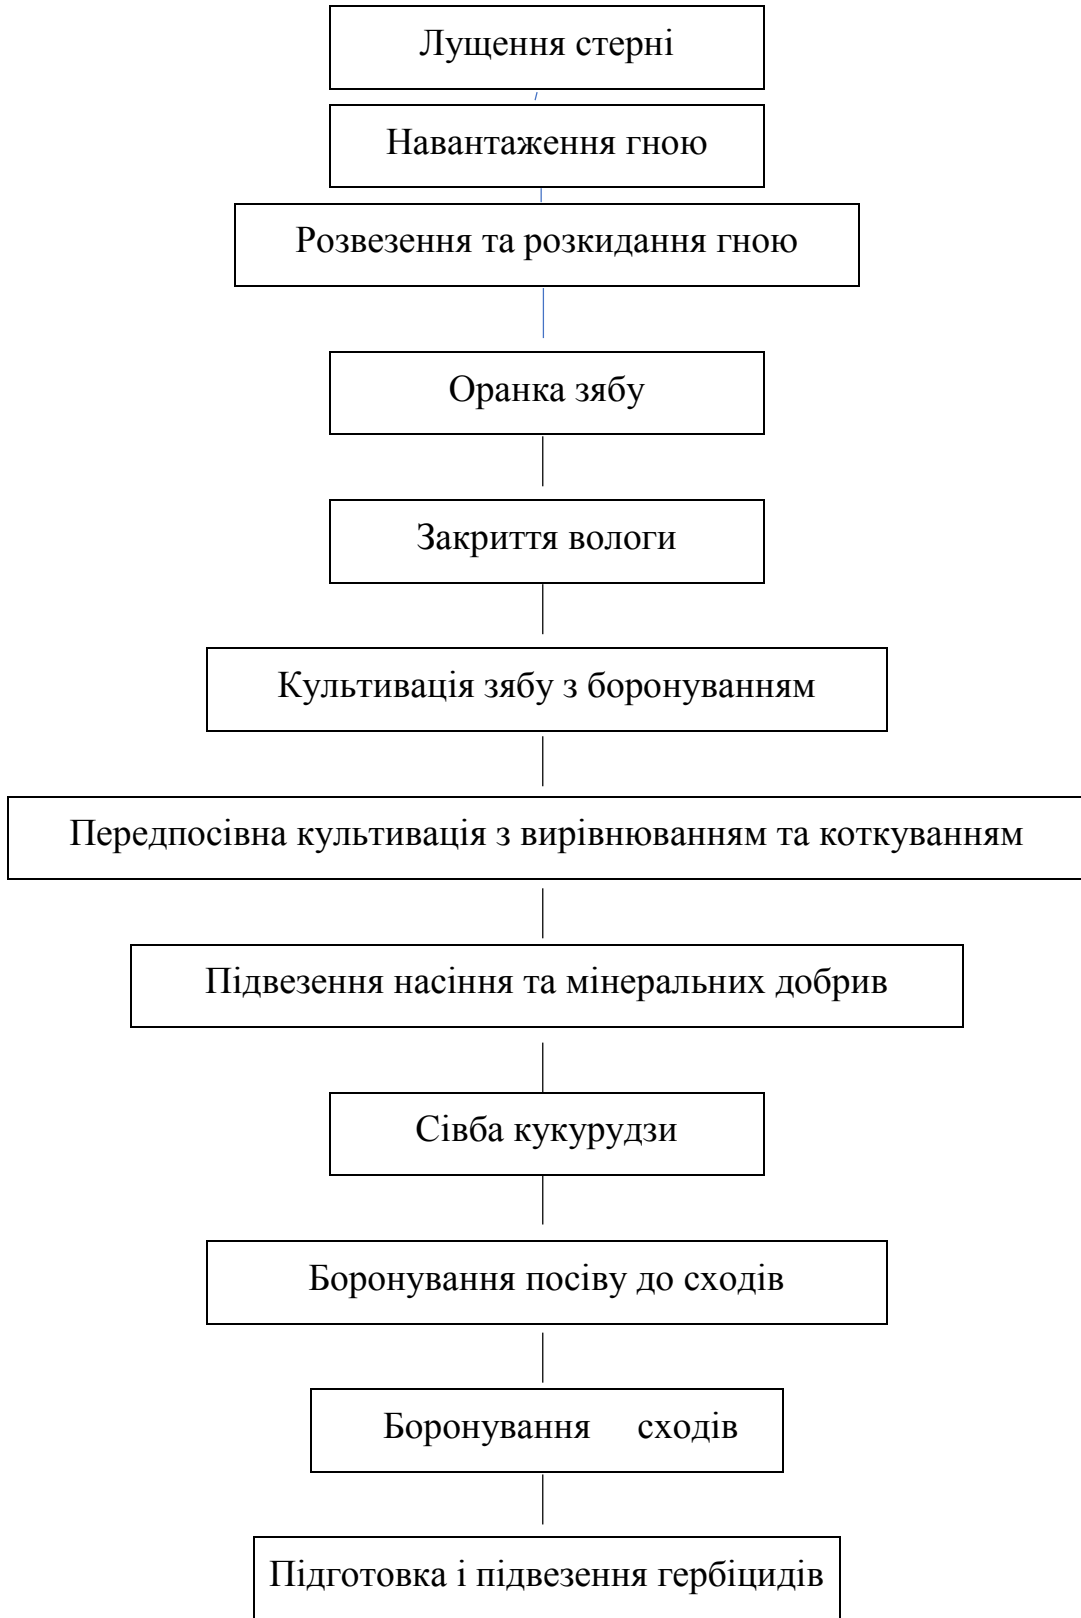 Лущення стерні
Навантаження гною
Розвезення та розкидання гною
Оранка зябу
Закриття вологи
Культивація зябу з боронуванням
Передпосівна культивація з вирівнюванням та коткуванням
Підвезення насіння та мінеральних добрив
Сівба кукурудзи
Боронування посіву до сходів
Боронування сходів
Підготовка і підвезення гербіцидів